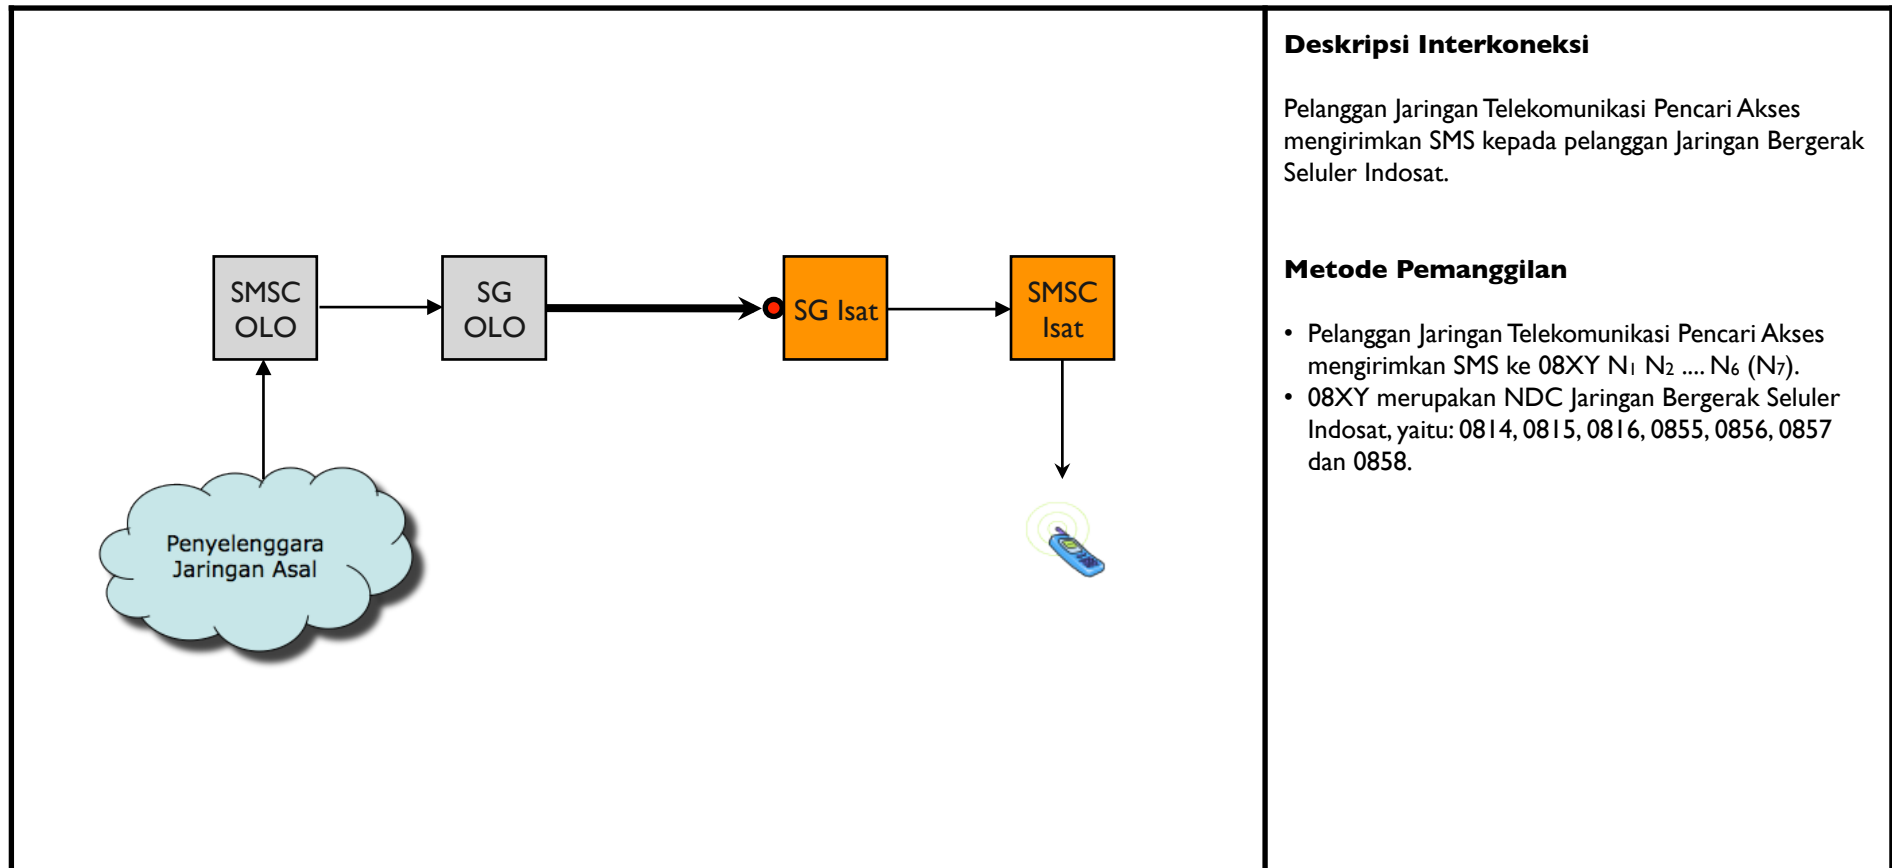 SMSC
OLO
SG
OLO
SG Isat
SMSC
Isat
Penyelenggara
Jaringan Asal
Deskripsi Interkoneksi
Pelanggan Jaringan Telekomunikasi Pencari Akses
mengirimkan SMS kepada pelanggan Jaringan Bergerak
Seluler Indosat.
Metode Pemanggilan
• Pelanggan Jaringan Telekomunikasi Pencari Akses
mengirimkan SMS ke 08XY N₁ N₂ .... N₆ (N₇).
• 08XY merupakan NDC Jaringan Bergerak Seluler
Indosat, yaitu: 0814, 0815, 0816, 0855, 0856, 0857
dan 0858.